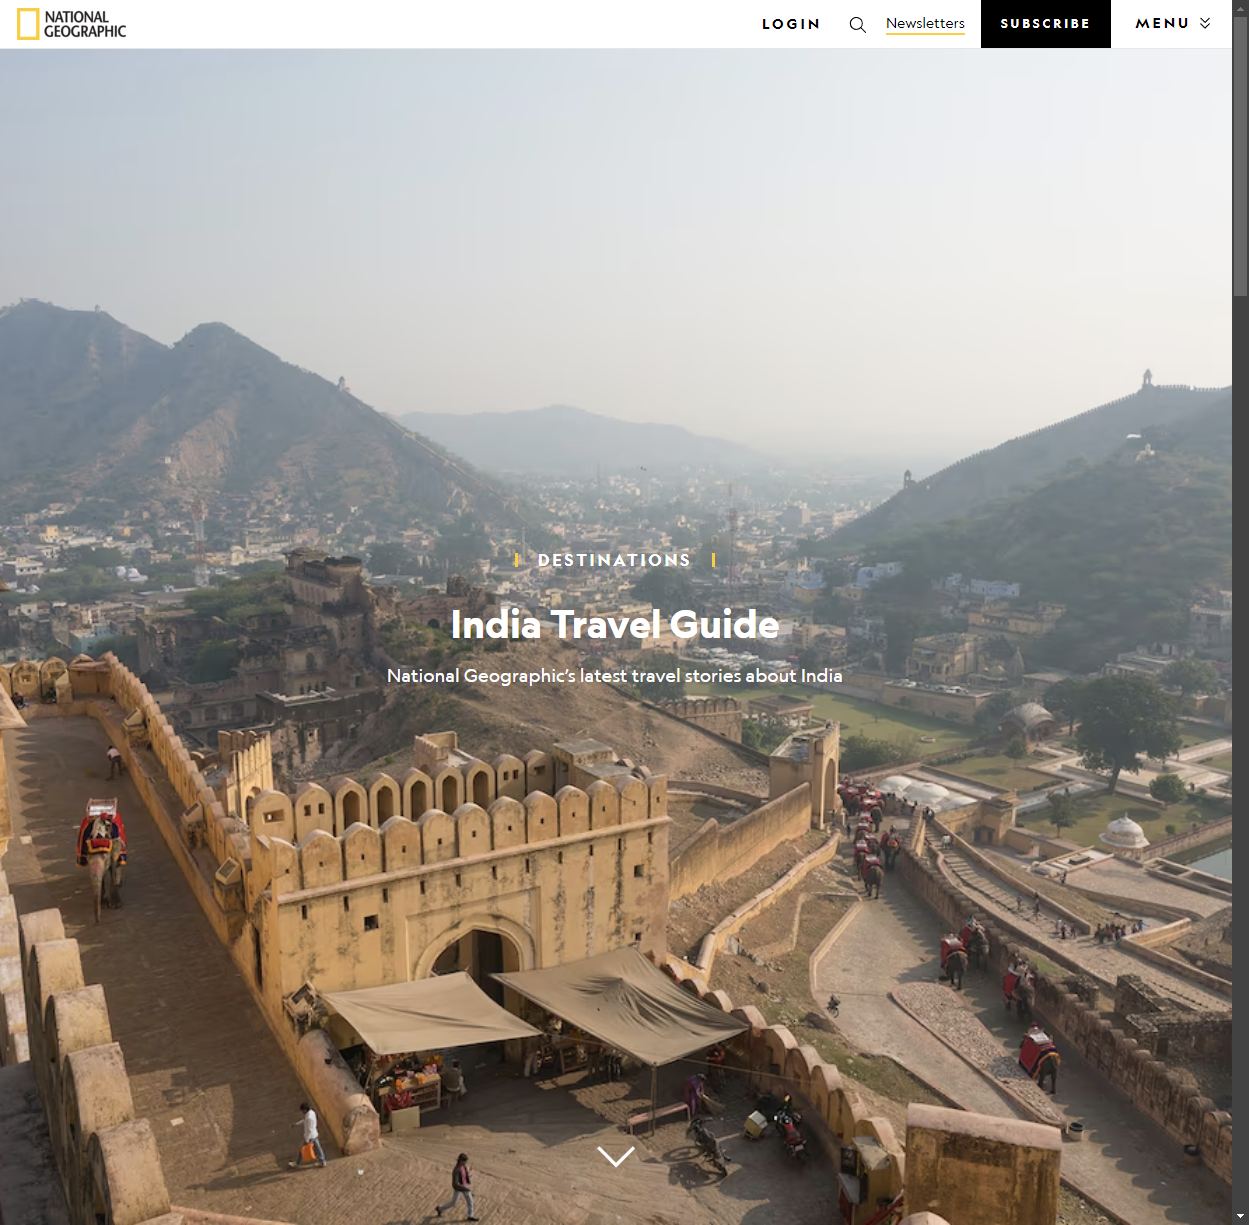 NATIONAL
GEOGRAPHIC
LOGIN
Newsletters
SUBSCRIBE
MENU
DESTINATIONS
India Travel Guide
National Geographic's latest travel stories about India